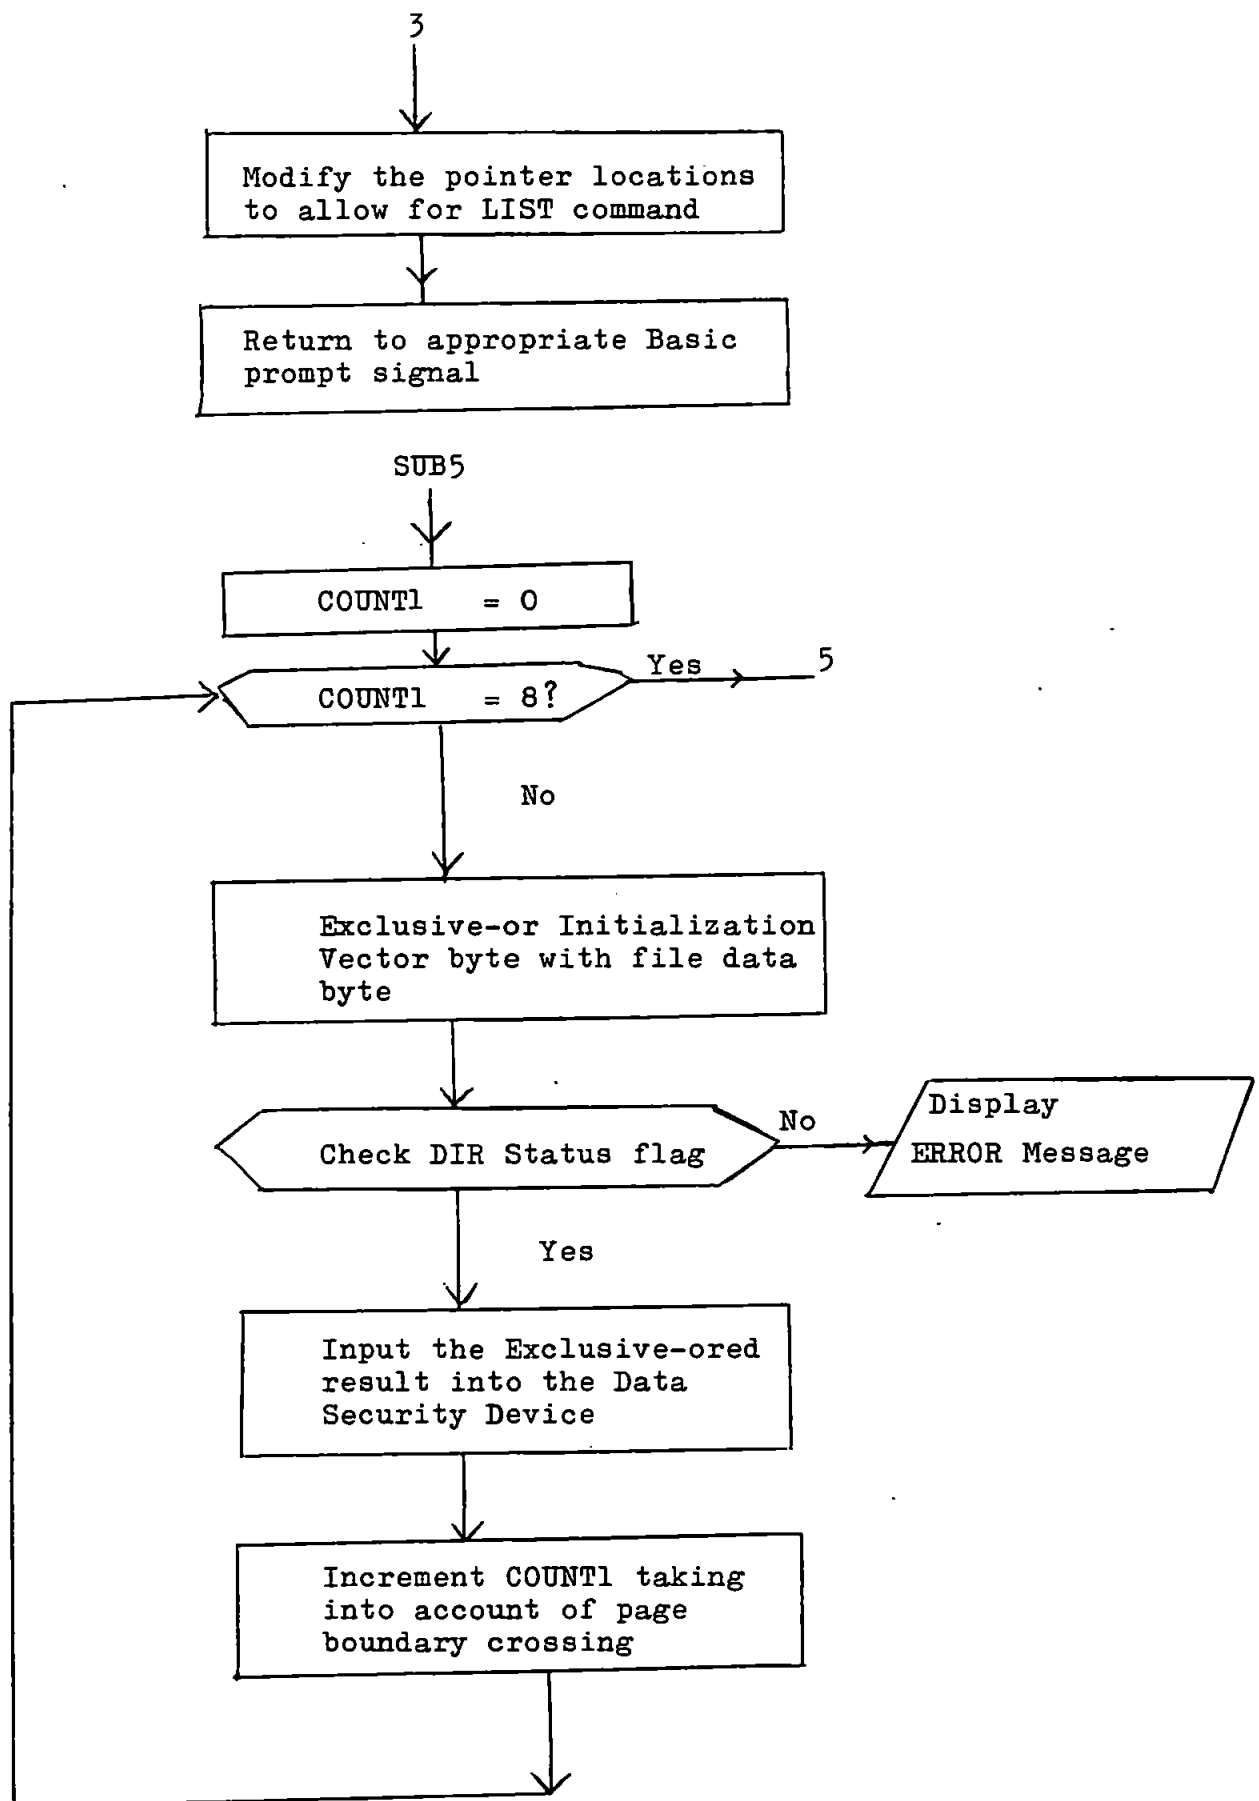 3
Modify the pointer locations
to allow for LIST command
Return to appropriate Basic
prompt signal
SUB5
COUNT1 = 0
COUNT1 = 8?
Yes
5
No
Exclusive-or Initialization
Vector byte with file data
byte
Check DIR Status flag
No
Display
ERROR Message
Yes
Input the Exclusive-ored
result into the Data
Security Device
Increment COUNT1 taking
into account of page
boundary crossing